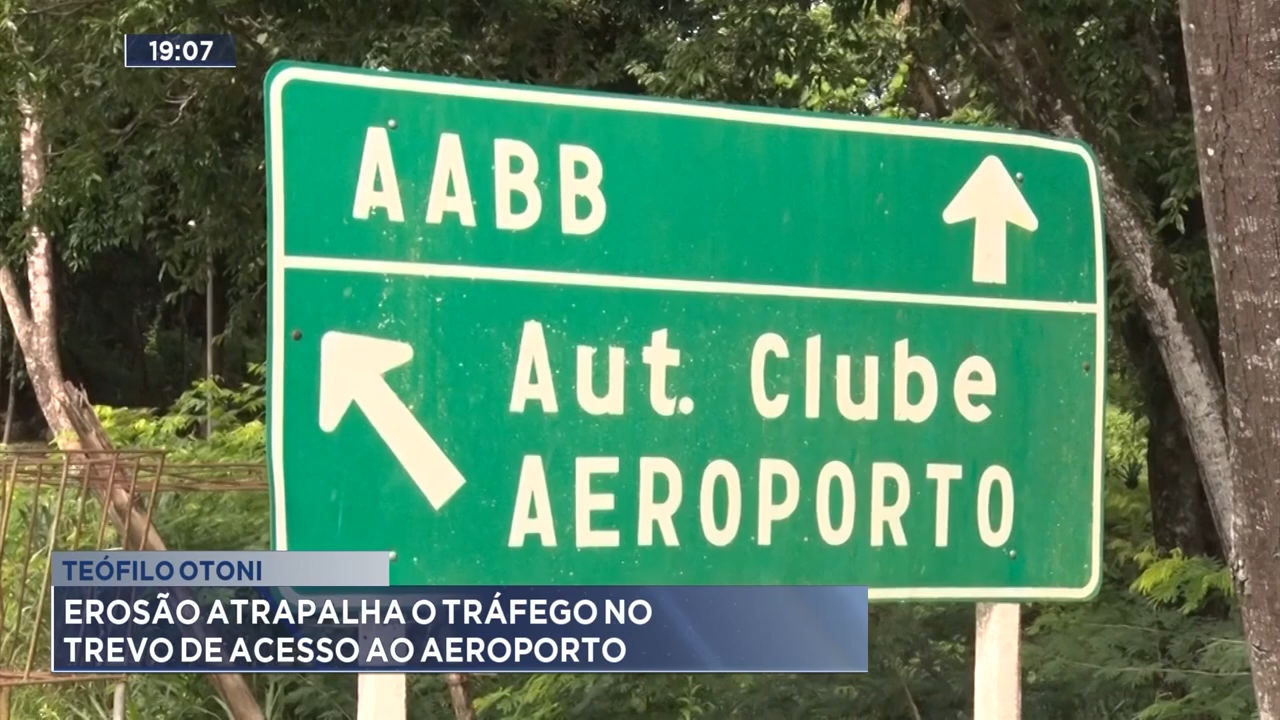 19:07
AABB
Aut. Clube
AEROPORTO
TEÓFILO OTONI
EROSÃO ATRAPALHA O TRÁFEGO NO
TREVO DE ACESSO AO AEROPORTO